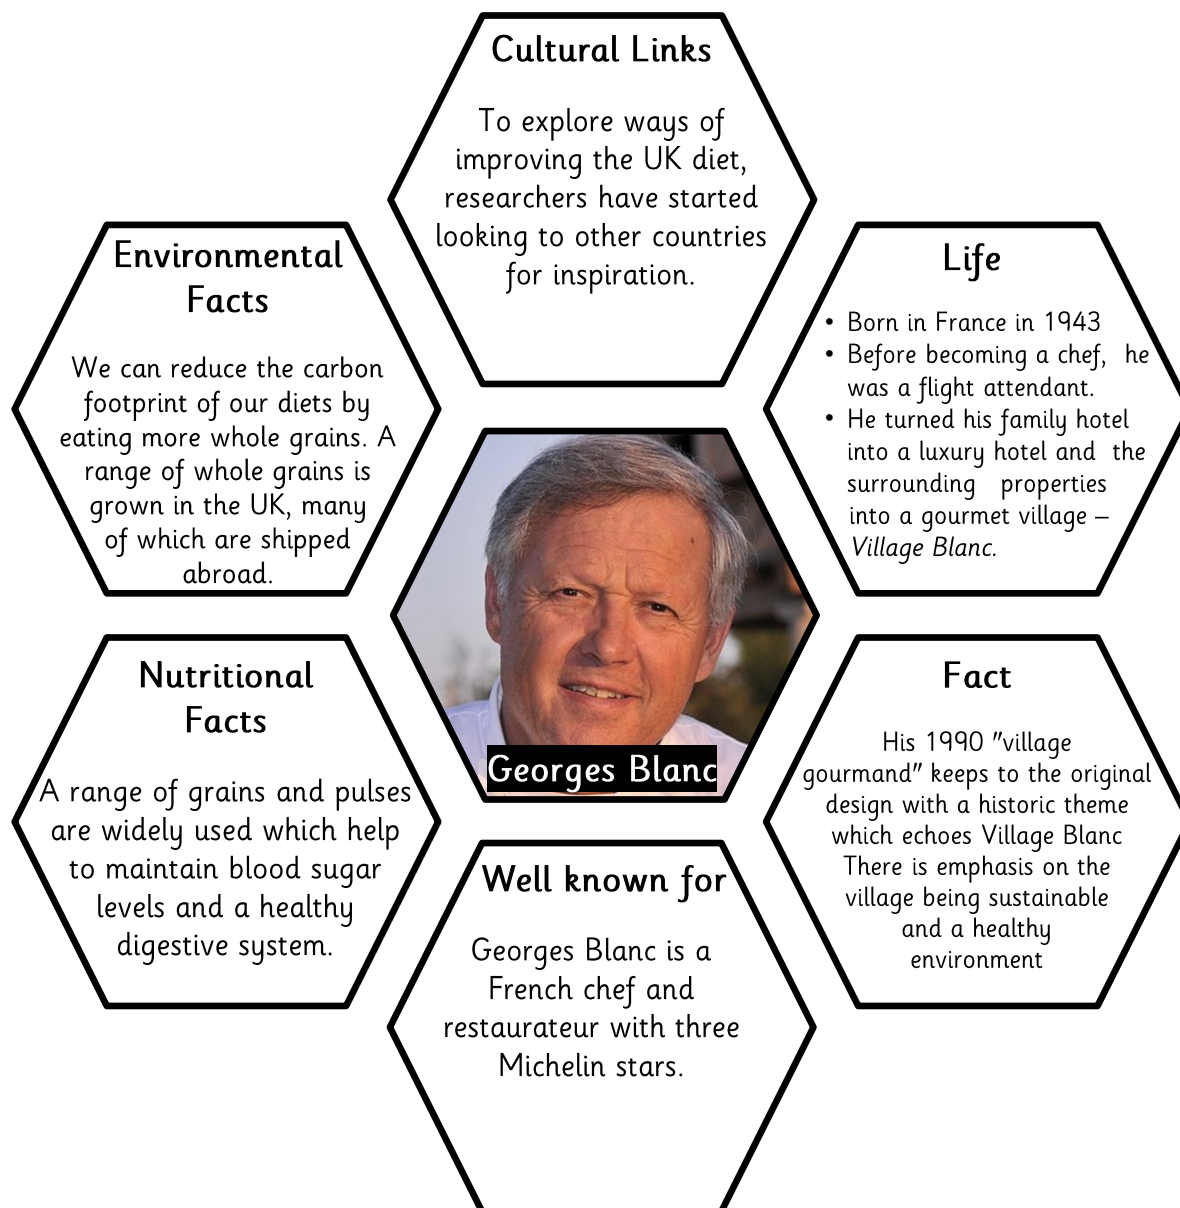 Cultural Links
To explore ways of
improving the UK diet,
researchers have started
looking to other countries
for inspiration.
Environmental
Facts
We can reduce the carbon
footprint of our diets by
eating more whole grains. A
range of whole grains is
grown in the UK, many
of which are shipped
abroad.
Life
• Born in France in 1943
• Before becoming a chef, he
was a flight attendant.
• He turned his family hotel
into a luxury hotel and the
surrounding properties
into a gourmet village –
Village Blanc.
Georges Blanc
Nutritional
Facts
A range of grains and pulses
are widely used which help
to maintain blood sugar
levels and a healthy
digestive system.
Fact
His 1990 "village
gourmand" keeps to the original
design with a historic theme
which echoes Village Blanc
There is emphasis on the
village being sustainable
and a healthy
environment
Well known for
Georges Blanc is a
French chef and
restaurateur with three
Michelin stars.